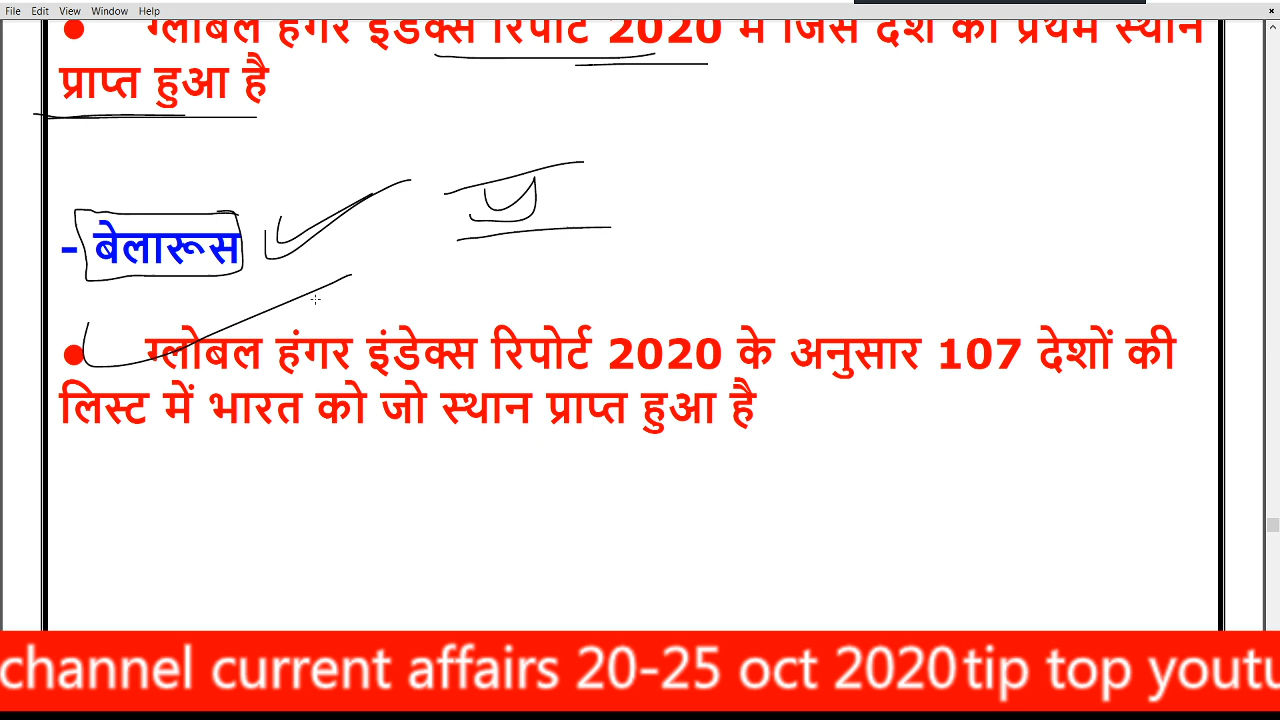 File Edit View Window Help
● ग्लोबल हंगर इंडेक्स रिपोर्ट 2020 में जिस देश को प्रथम स्थान
प्राप्त हुआ है
- बेलारूस
● ग्लोबल हंगर इंडेक्स रिपोर्ट 2020 के अनुसार 107 देशों की
लिस्ट में भारत को जो स्थान प्राप्त हुआ है
channel current affairs 20-25 oct 2020 tip top youtu